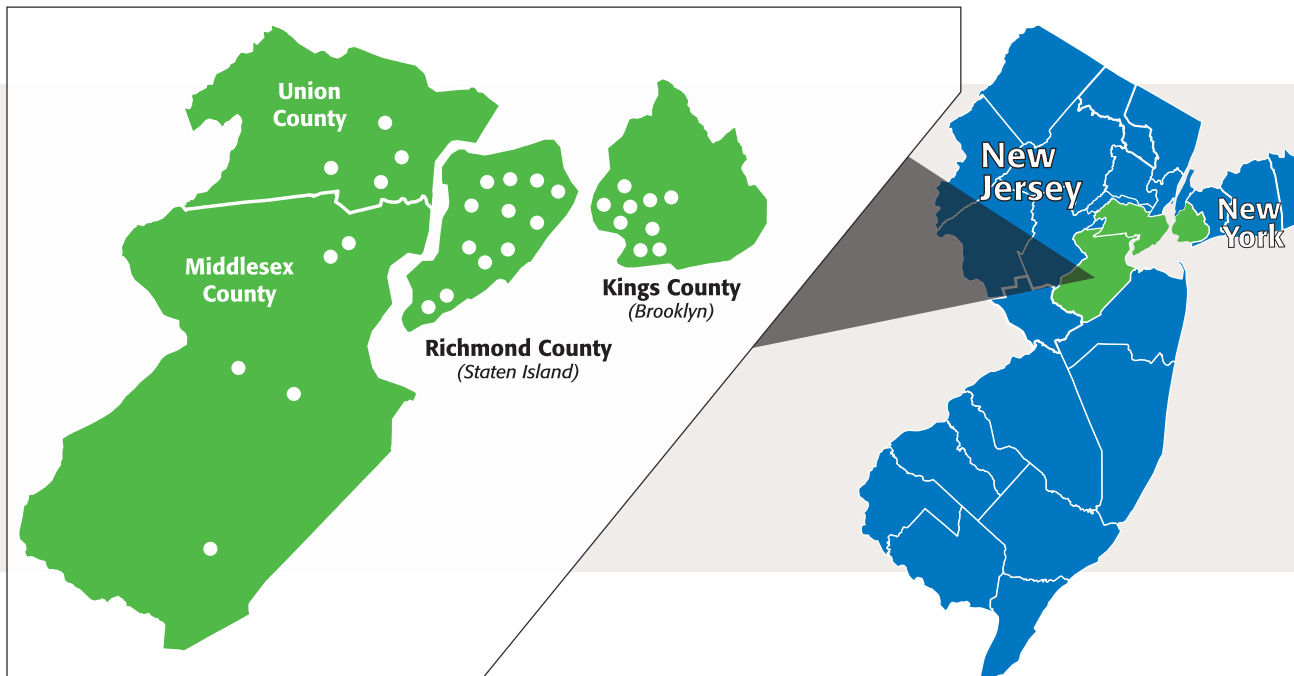 Union
County
Middlesex
County
Richmond County
(Staten Island)
Kings County
(Brooklyn)
New
Jersey
New
York